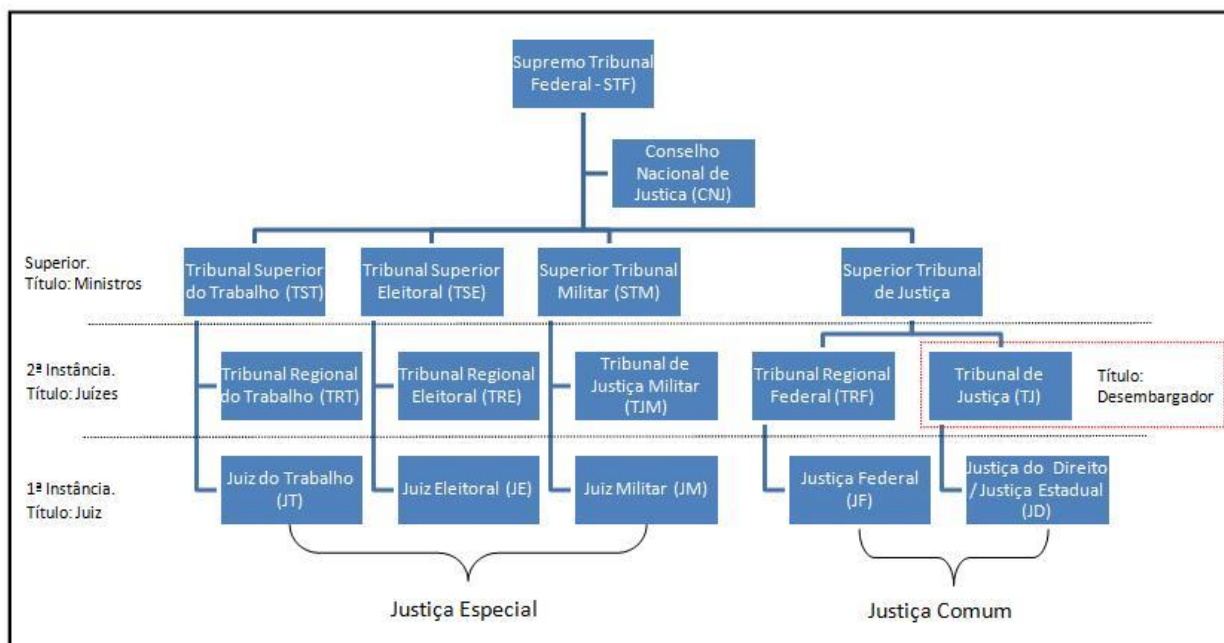 Supremo Tribunal
Federal - STF)
Conselho
Nacional de
Justica (CNJ)
Superior.
Título: Ministros
Tribunal Superior
do Trabalho (TST)
Tribunal Superior
Eleitoral (TSE)
Superior Tribunal
Militar (STM)
Superior Tribunal
de Justiça
2ª Instância.
Título: Juízes
Tribunal Regional
do Trabalho (TRT)
Tribunal Regional
Eleitoral (TRE)
Tribunal de
Justiça Militar
(TJM)
Tribunal Regional
Federal (TRF)
Tribunal de
Justiça (TJ)
Título:
Desembargador
1ª Instância.
Título: Juiz
Juiz do Trabalho
(JT)
Juiz Eleitoral (JE)
Juiz Militar (JM)
Justiça Federal
(JF)
Justiça do Direito
/ Justiça Estadual
(JD)
Justiça Especial
Justiça Comum